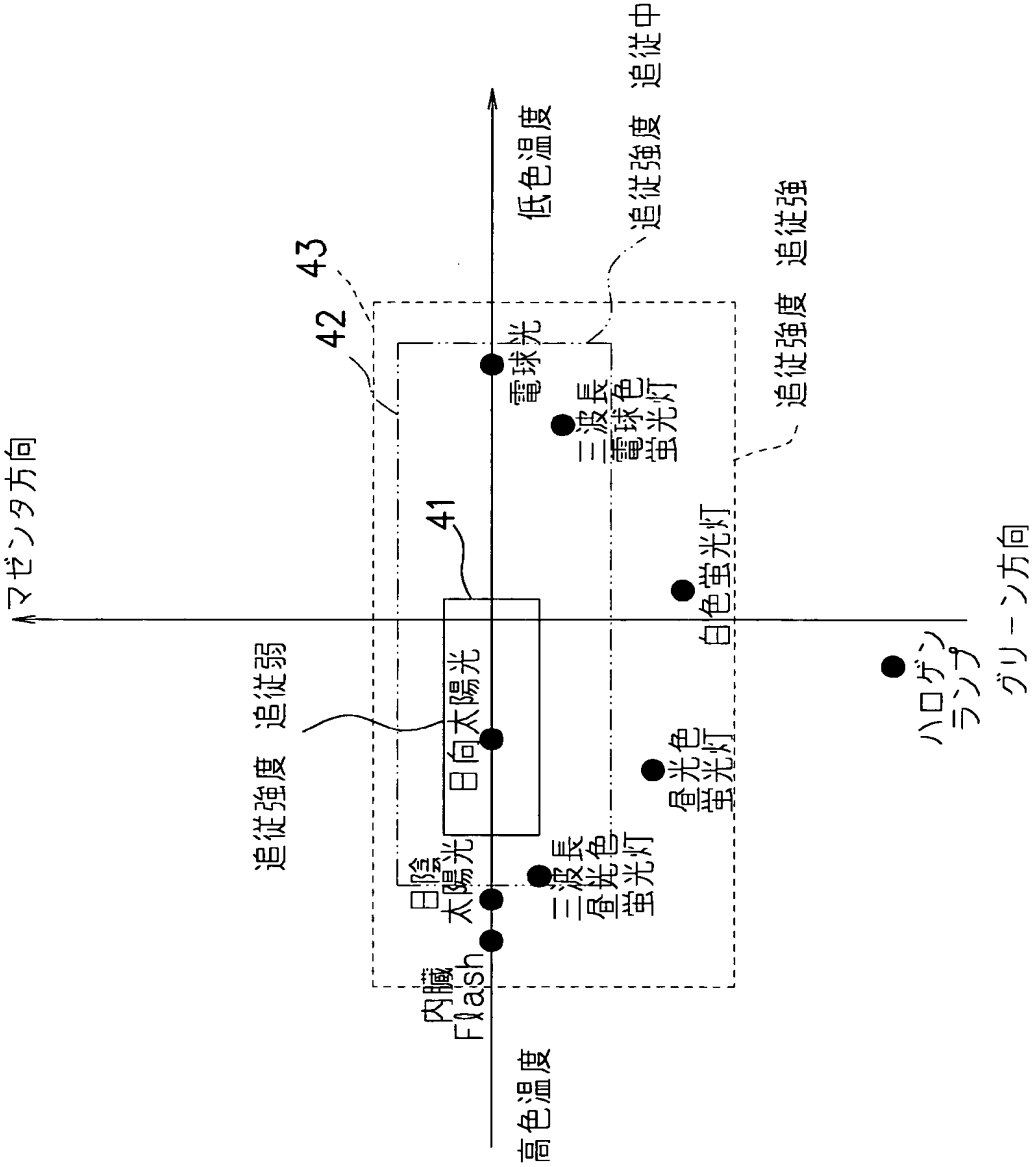 マゼンタ方向
43
42
41
追従強度 追従弱
追従強度 追従中
追従強度 追従強
低色温度
高色温度
電球光
三波長
電球色
蛍光灯
白色蛍光灯
日向太陽光
日陰
太陽光
内臓
Flash
三波長
昼光色
蛍光灯
昼光色
蛍光灯
ハロゲン
ランプ
グリーン方向